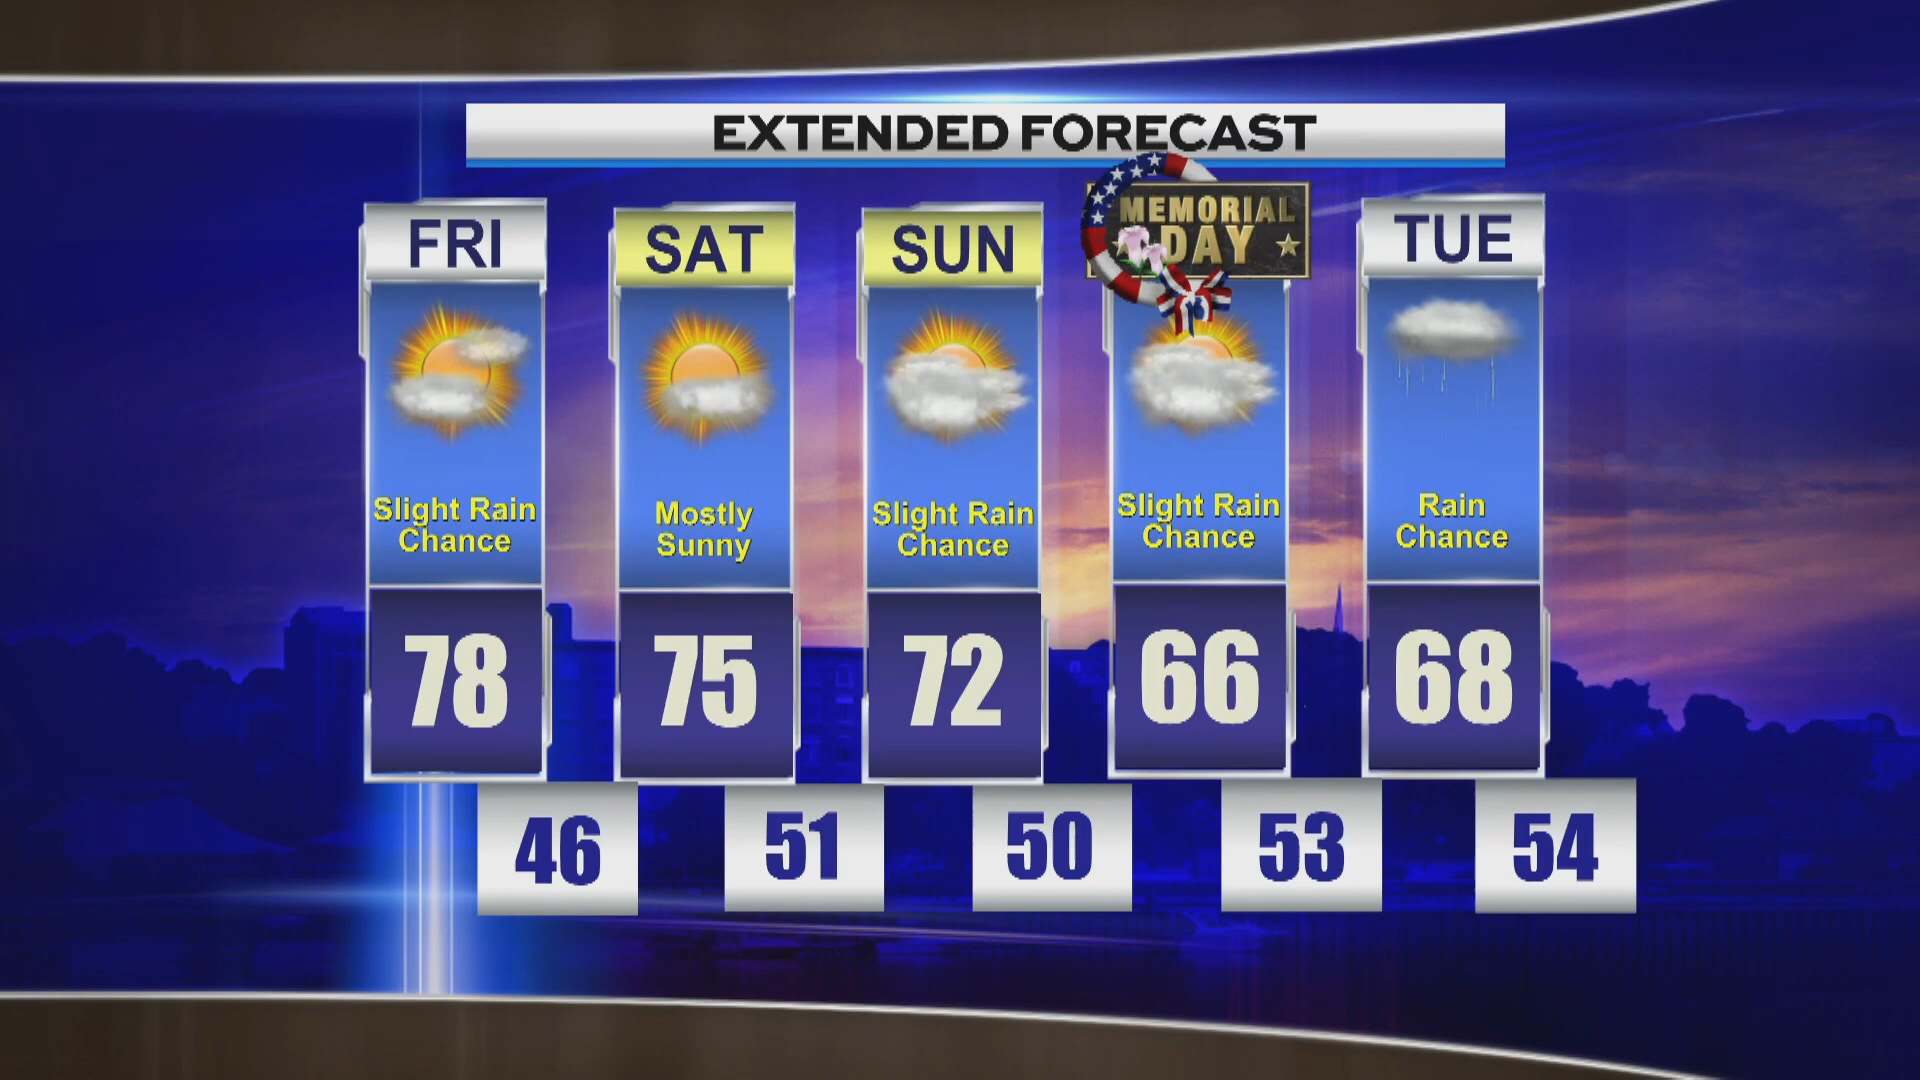 EXTENDED FORECAST
FRI
SAT
SUN
MEMORIAL
DAY
TUE
Slight Rain
Chance
Mostly
Sunny
Slight Rain
Chance
Slight Rain
Chance
Rain
Chance
78
75
72
66
68
46
51
50
53
54